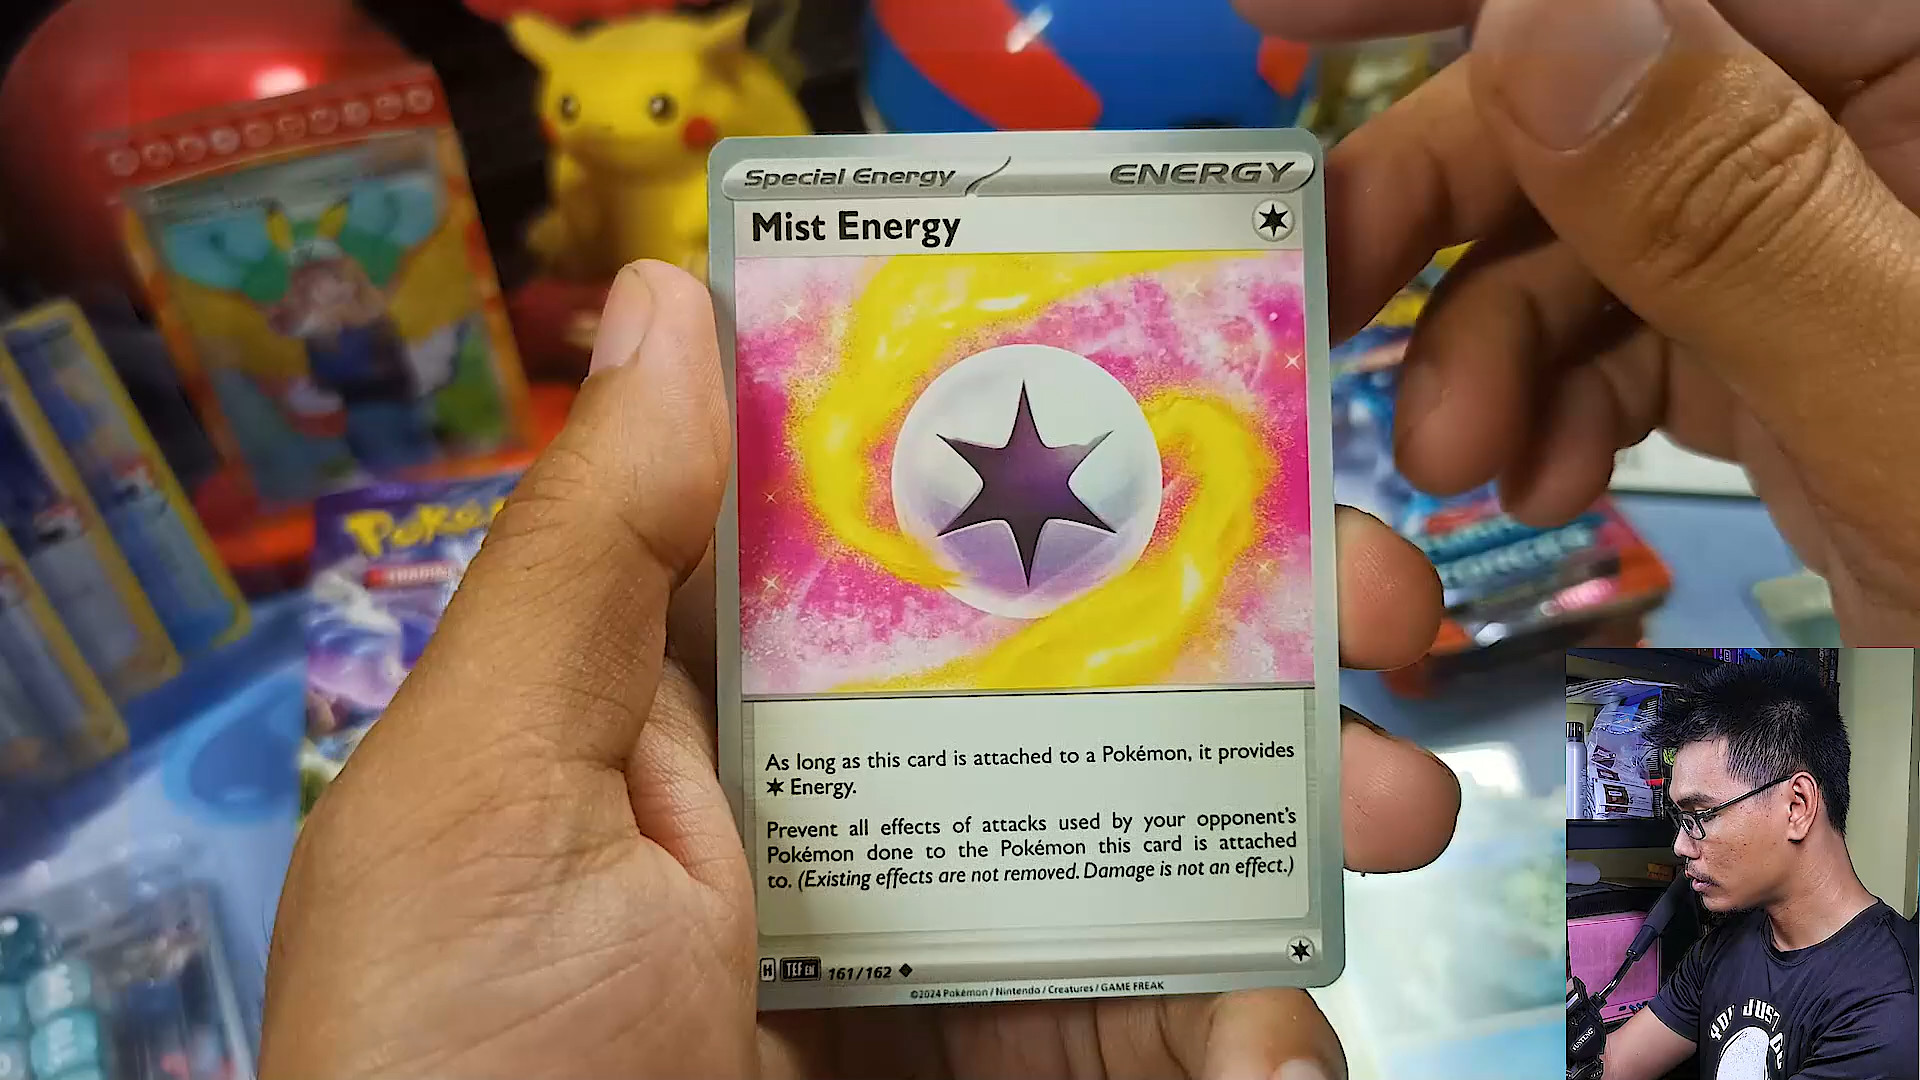 Special Energy
ENERGY
Mist Energy
As long as this card is attached to a Pokémon, it provides
Energy.
Prevent all effects of attacks used by your opponent's
Pokémon done to the Pokémon this card is attached
to. (Existing effects are not removed. Damage is not an effect.)
H TEF EN 161/162
©2024 Pokémon / Nintendo / Creatures / GAME FREAK
YOU JUST